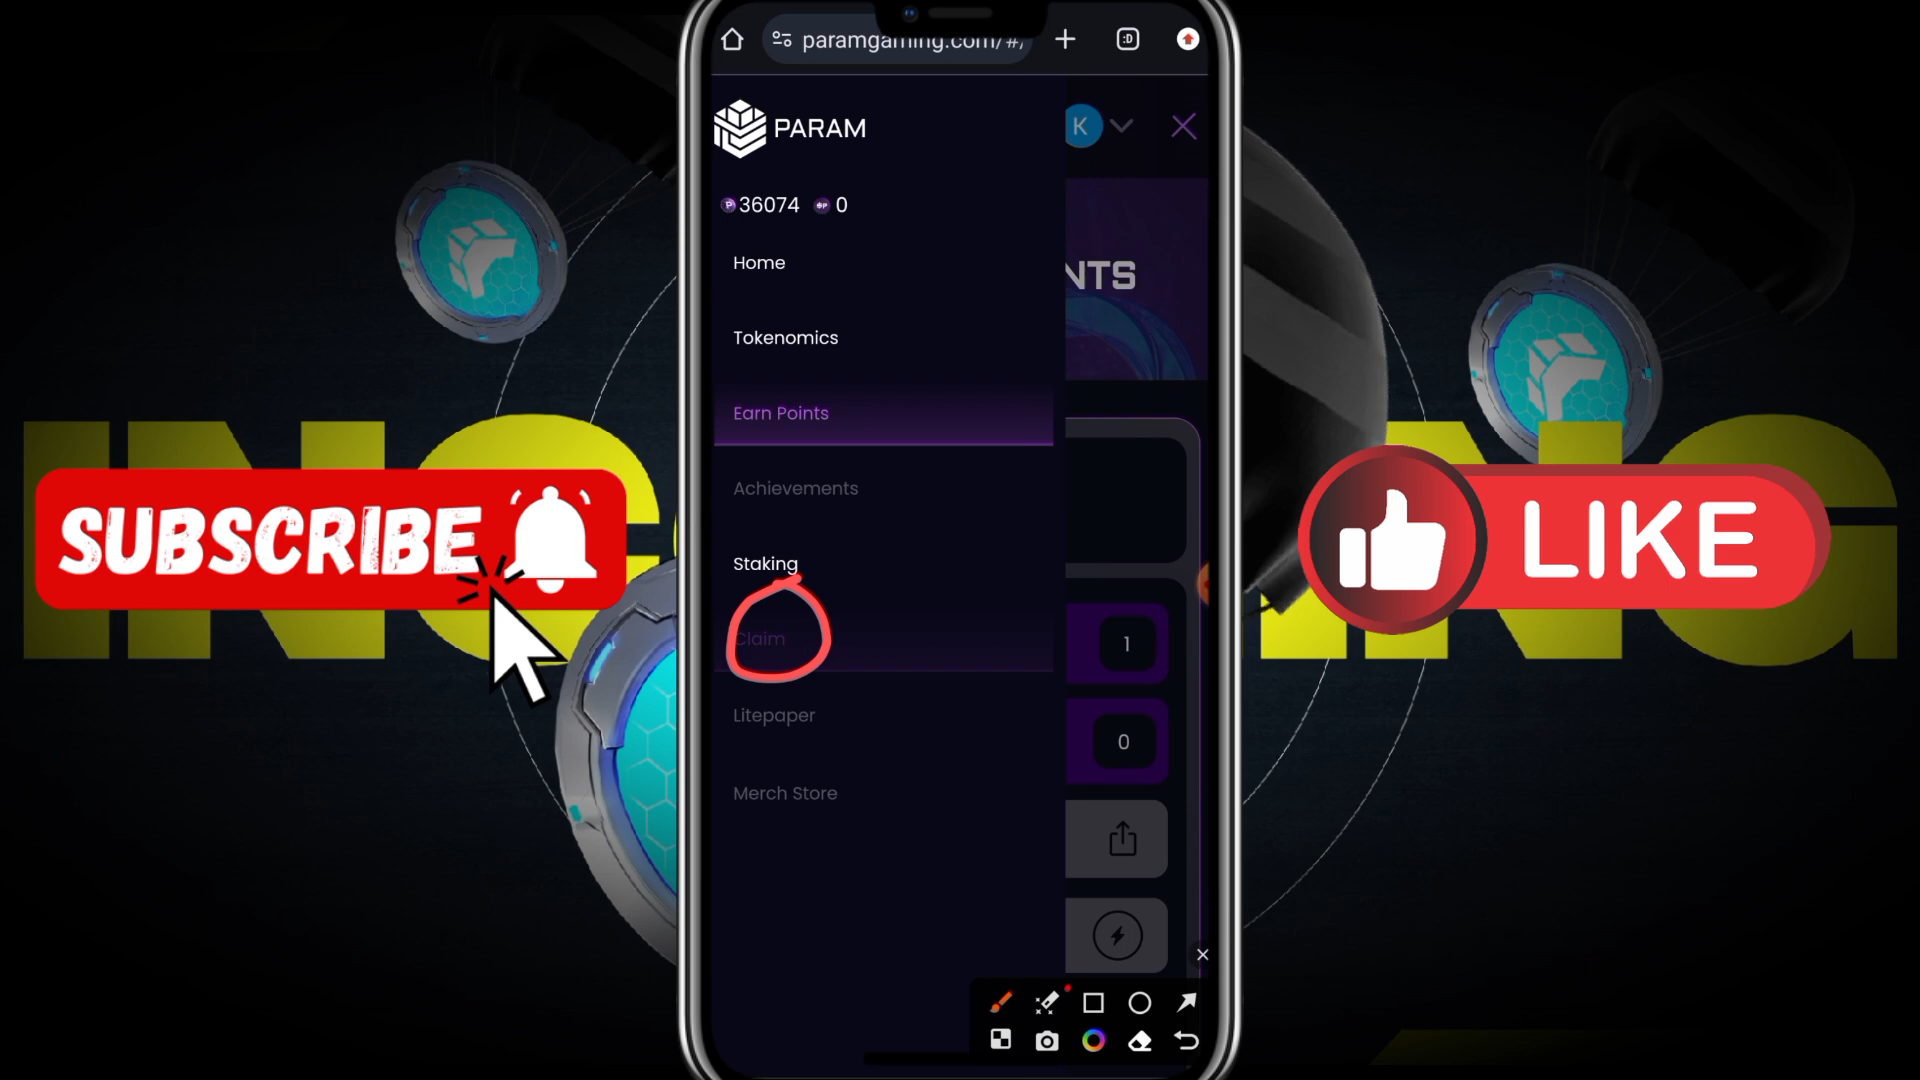 paramgaming.com/#/
:D
PARAM
K
36074 0
Home
NTS
Tokenomics
Earn Points
Achievements
SUBSCRIBE
LIKE
Staking
Claim
1
Litepaper
0
Merch Store